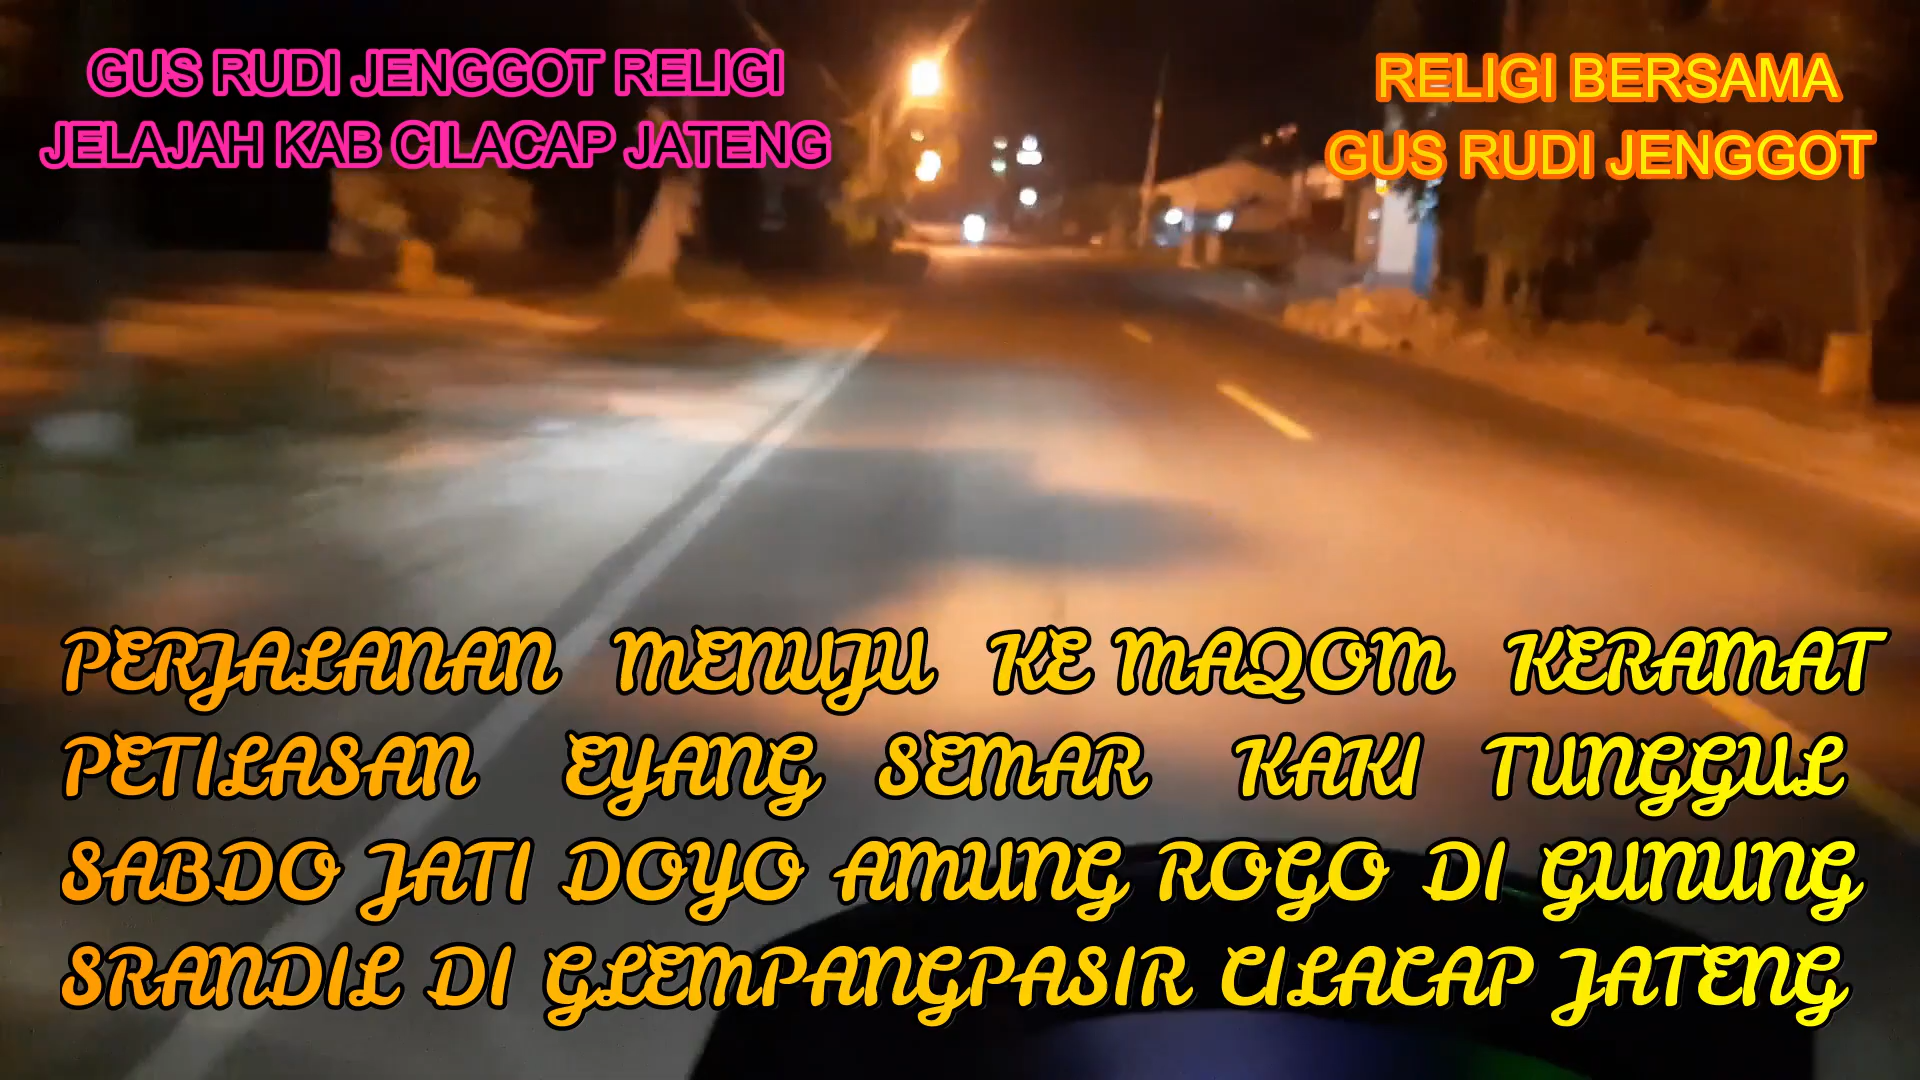 GUS RUDI JENGGOT RELIGI
JELAJAH KAB CILACAP JATENG
RELIGI BERSAMA
GUS RUDI JENGGOT
PERJALANAN MENUJU KE MAQOM KERAMAT
PETILASAN EYANG SEMAR KAKI TUNGGUL
SABDO JATI DOYO AMUNG ROGO DI GUNUNG
SRANDIL DI GLEMPANGPASIR CILACAP JATENG